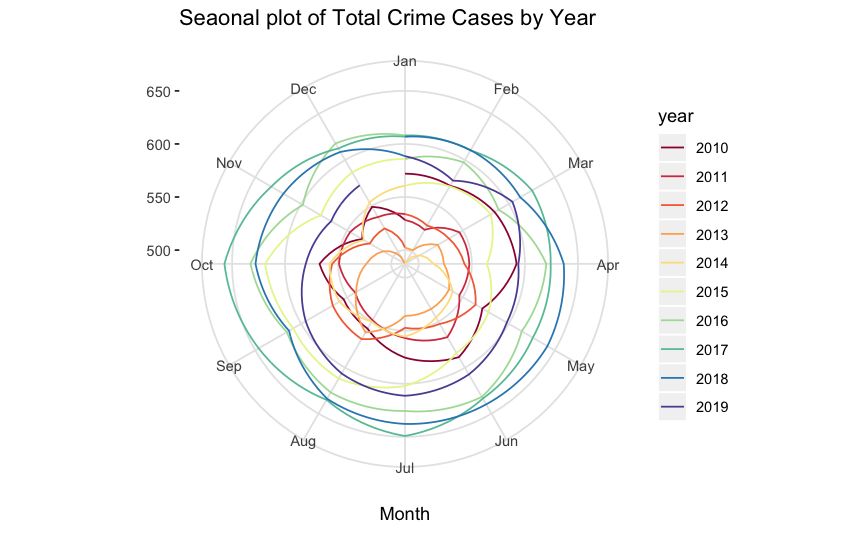 Seaonal plot of Total Crime Cases by Year
Jan
Dec
Feb
650
600
Nov
Mar
550
500
Oct
Apr
Sep
May
Aug
Jun
Jul
Month
year
2010
2011
2012
2013
2014
2015
2016
2017
2018
2019